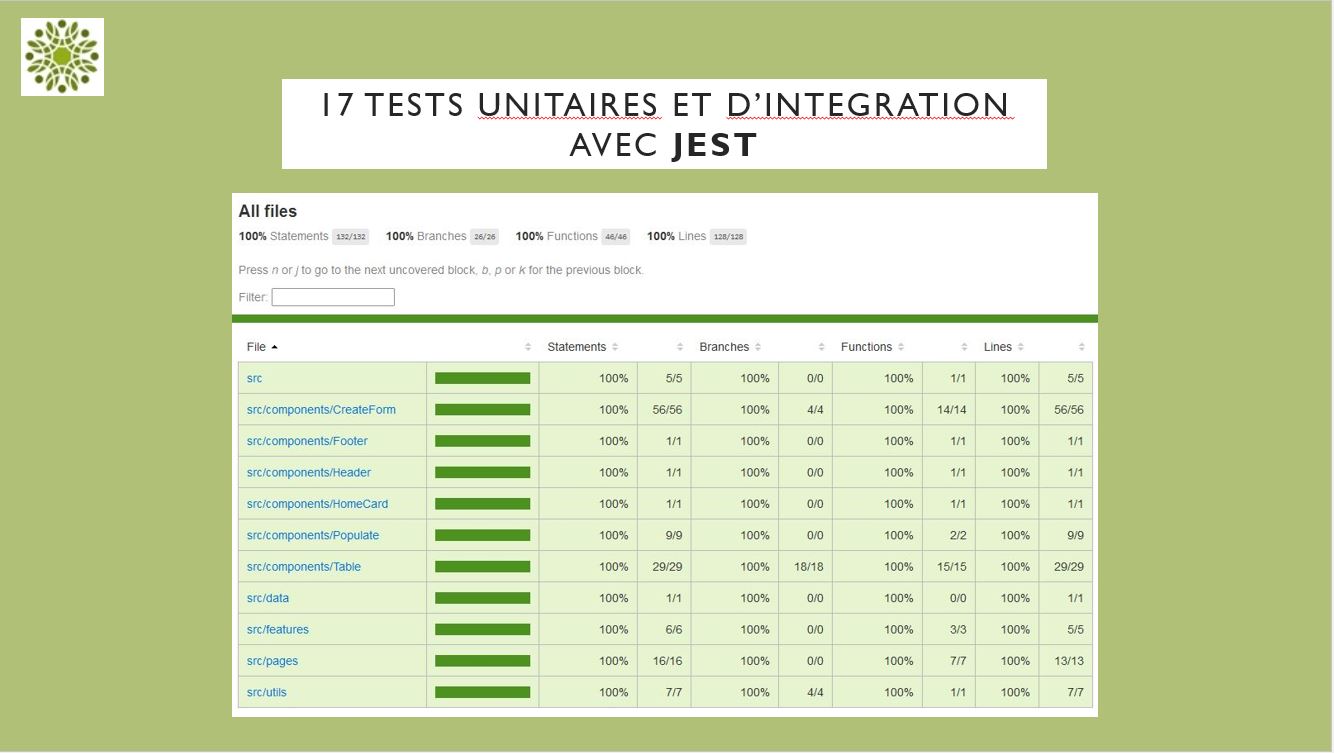 17 TESTS UNITAIRES ET D’INTEGRATION
AVEC JEST
All files
100% Statements 132/132 100% Branches 26/26 100% Functions 46/46 100% Lines 128/128
Press n or j to go to the next uncovered block, b, p or k for the previous block.
Filter:
File Statements Branches Functions Lines
src 100% 5/5 100% 0/0 100% 1/1 100% 5/5
src/components/CreateForm 100% 56/56 100% 4/4 100% 14/14 100% 56/56
src/components/Footer 100% 1/1 100% 0/0 100% 1/1 100% 1/1
src/components/Header 100% 1/1 100% 0/0 100% 1/1 100% 1/1
src/components/HomeCard 100% 1/1 100% 0/0 100% 1/1 100% 1/1
src/components/Populate 100% 9/9 100% 0/0 100% 2/2 100% 9/9
src/components/Table 100% 29/29 100% 18/18 100% 15/15 100% 29/29
src/data 100% 1/1 100% 0/0 100% 0/0 100% 1/1
src/features 100% 6/6 100% 0/0 100% 3/3 100% 5/5
src/pages 100% 16/16 100% 0/0 100% 7/7 100% 13/13
src/utils 100% 7/7 100% 4/4 100% 1/1 100% 7/7